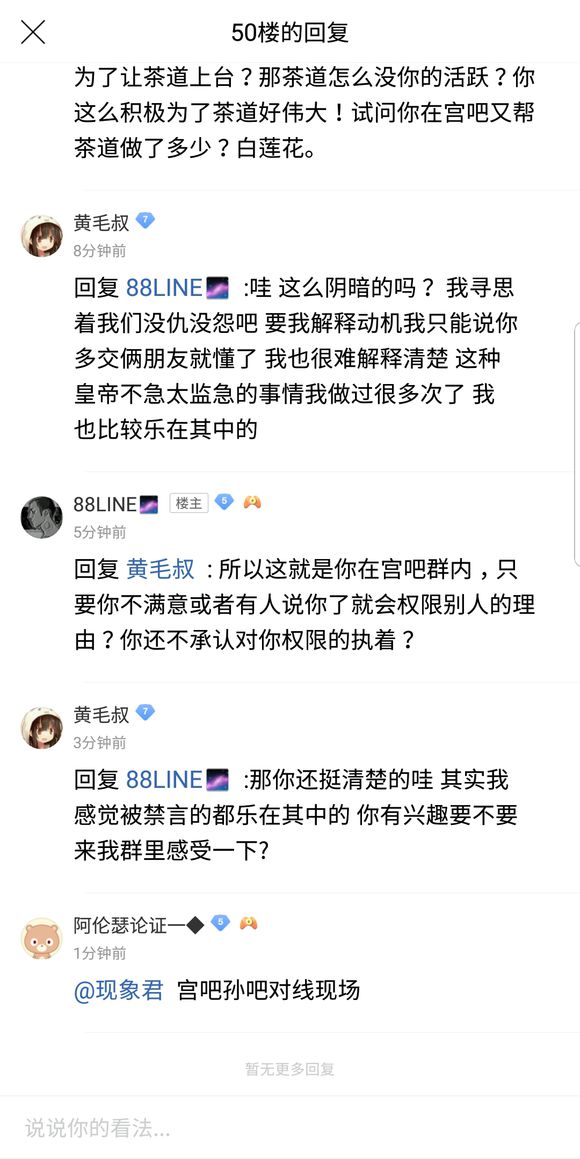 50楼的回复
为了让茶道上台？那茶道怎么没你的活跃？你
这么积极为了茶道好伟大！试问你在宫吧又帮
茶道做了多少？白莲花。
黄毛叔 7
8分钟前
回复 88LINE :哇 这么阴暗的吗？ 我寻思
着我们没仇没怨吧 要我解释动机我只能说你
多交俩朋友就懂了 我也很难解释清楚 这种
皇帝不急太监急的事情我做过很多次了 我
也比较乐在其中的
88LINE 楼主 5
5分钟前
回复 黄毛叔 ：所以这就是你在宫吧群内，只
要你不满意或者有人说你了就会权限别人的理
由？你还不承认对你权限的执着？
黄毛叔 7
3分钟前
回复 88LINE :那你还挺清楚的哇 其实我
感觉被禁言的都乐在其中的 你有兴趣要不要
来我群里感受一下?
阿伦瑟论证一◆ 5
1分钟前
@现象君 宫吧孙吧对线现场
暂无更多回复
说说你的看法...